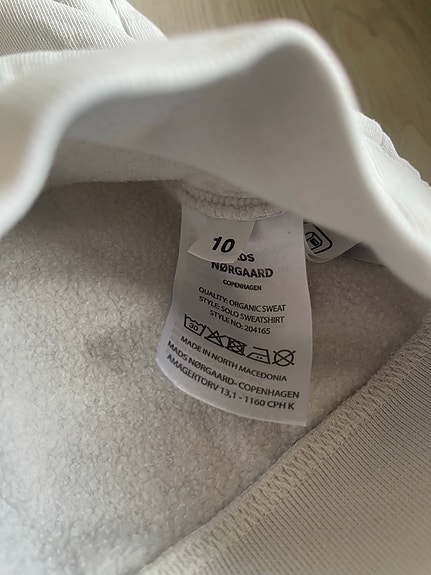 10
NØRGAARD
COPENHAGEN
QUALITY: ORGANIC SWEAT
STYLE: SOLO SWEATSHIRT
STYLE NO: 204165
30
MADE IN NORTH MACEDONIA
MADS NØRGAARD- COPENHAGEN
AMAGERTORV 13,1 - 1160 CPH K